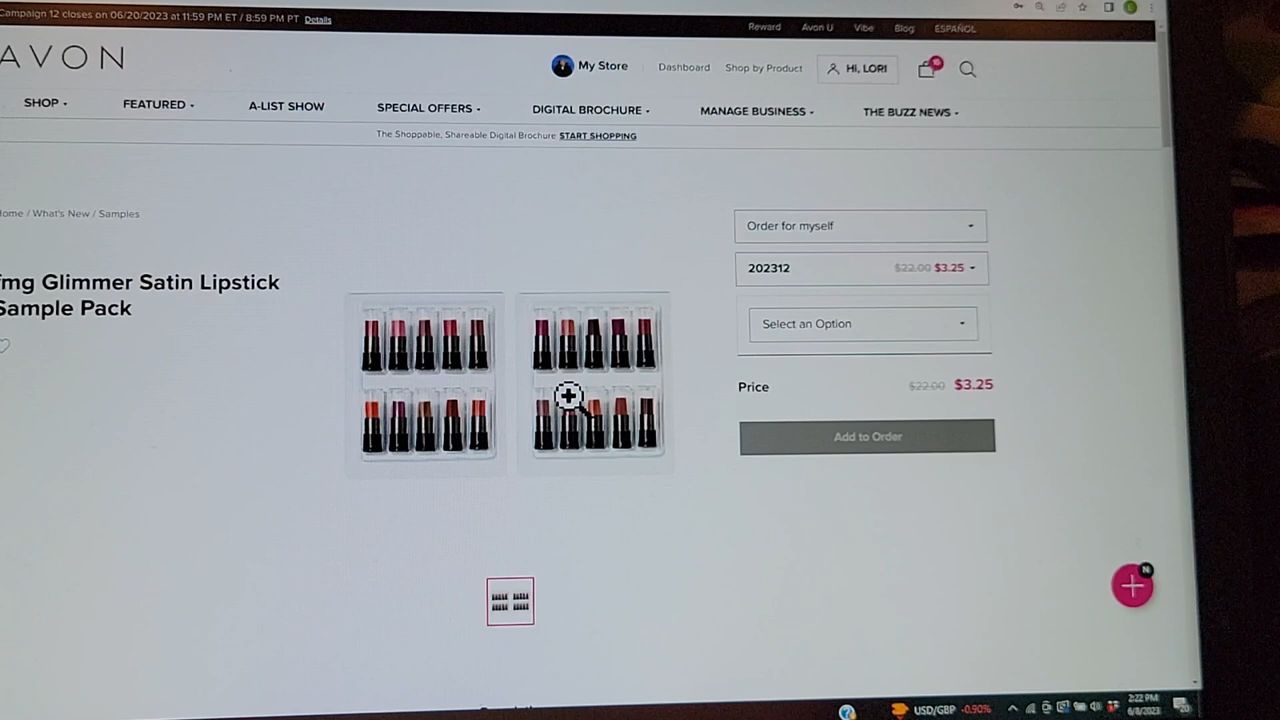 Campaign 12 closes on 06/20/2023 at 11:59 PM ET / 8:59 PM PT Details
Reward Avon U Vibe Blog ESPAÑOL
AVON
My Store Dashboard Shop by Product HI, LORI
SHOP FEATURED A-LIST SHOW SPECIAL OFFERS DIGITAL BROCHURE MANAGE BUSINESS THE BUZZ NEWS
The Shoppable, Shareable Digital Brochure START SHOPPING
Home / What's New / Samples
Order for myself
202312 $22.00 $3.25
fmg Glimmer Satin Lipstick
Sample Pack
Select an Option
Price $22.00 $3.25
Add to Order
N
USD/GBP -0.90%
2:22 PM
6/8/2023